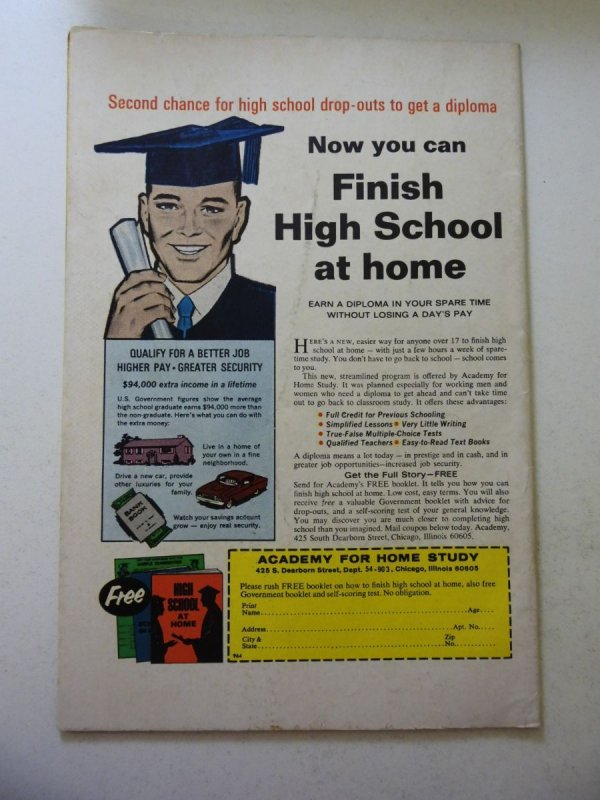 Second chance for high school drop-outs to get a diploma
Now you can
Finish
High School
at home
EARN A DIPLOMA IN YOUR SPARE TIME
WITHOUT LOSING A DAY'S PAY
HERE'S A NEW, easier way for anyone over 17 to finish high
school at home — with just a few hours a week of spare-
time study. You don't have to go back to school — school comes
to you.
This new, streamlined program is offered by Academy for
Home Study. It was planned especially for working men and
women who need a diploma to get ahead and can't take time
out to go back to classroom study. It offers these advantages:
• Full Credit for Previous Schooling
• Simplified Lessons • Very Little Writing
• True-False Multiple-Choice Tests
• Qualified Teachers • Easy-to-Read Text Books
A diploma means a lot today — in prestige and in cash, and in
greater job opportunities—increased job security.
Get the Full Story—FREE
Send for Academy's FREE booklet. It tells you how you can
finish high school at home. Low cost, easy terms. You will also
receive free a valuable Government booklet with advice for
drop-outs, and a self-scoring test of your general knowledge.
You may discover you are much closer to completing high
school than you imagined. Mail coupon below today. Academy,
425 South Dearborn Street, Chicago, Illinois 60605.
QUALIFY FOR A BETTER JOB
HIGHER PAY • GREATER SECURITY
$94,000 extra income in a lifetime
U.S. Government figures show the average
high school graduate earns $94,000 more than
the non-graduate. Here's what you can do with
the extra money:
Live in a home of
your own in a fine
neighborhood.
Drive a new car, provide
other luxuries for your
family.
BANK
BOOK
Watch your savings account
grow — enjoy real security.
Free
HIGH
SCHOOL
AT
HOME
ACADEMY FOR HOME STUDY
425 S. Dearborn Street, Dept. 54-903, Chicago, Illinois 60605
Please rush FREE booklet on how to finish high school at home, also free
Government booklet and self-scoring test. No obligation.
Print
Name Age
Address Apt. No.
City & Zip
State No.